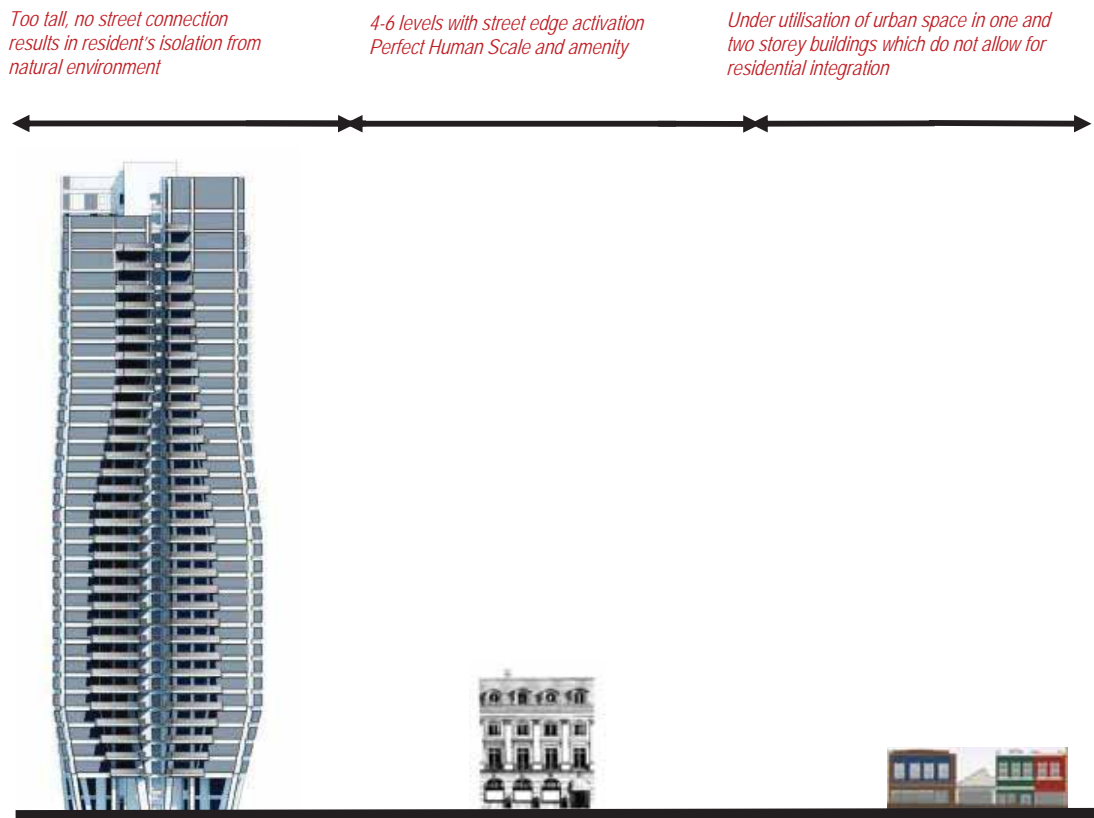 Too tall, no street connection
results in resident's isolation from
natural environment
4-6 levels with street edge activation
Perfect Human Scale and amenity
Under utilisation of urban space in one and
two storey buildings which do not allow for
residential integration